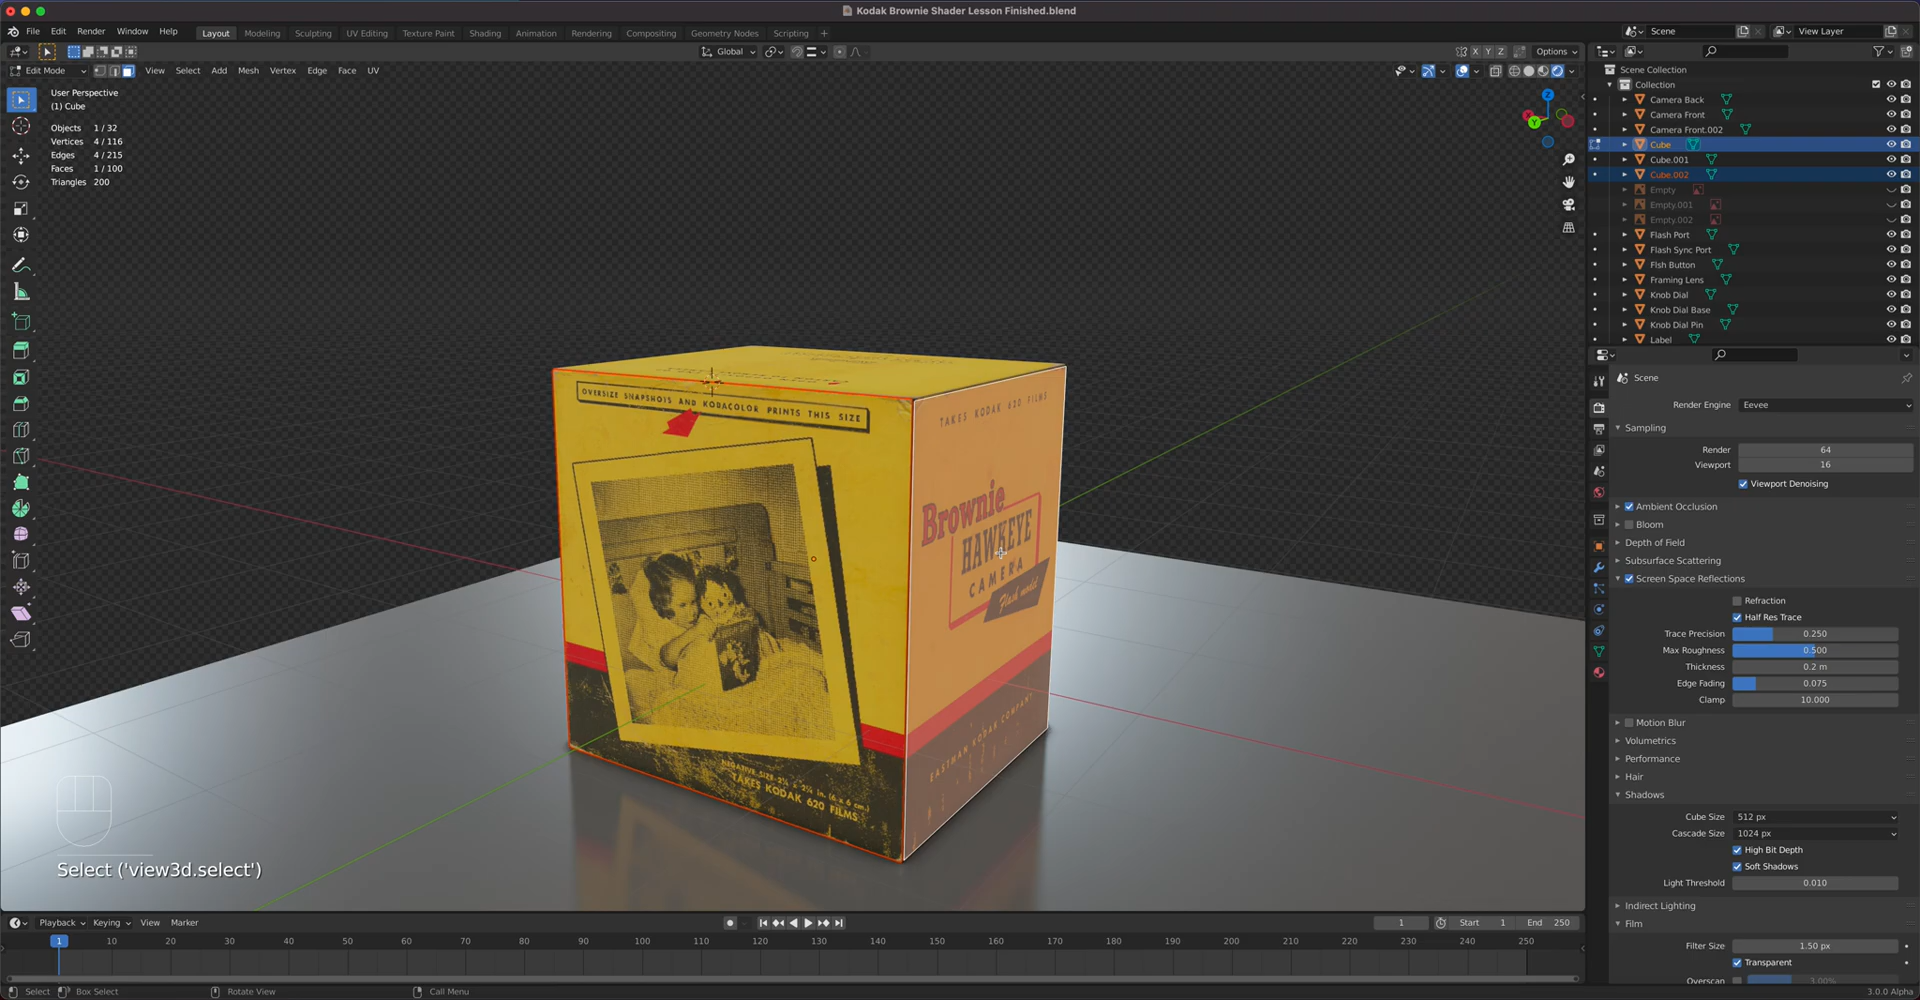 Kodak Brownie Shader Lesson Finished.blend
File Edit Render Window Help Layout Modeling Sculpting UV Editing Texture Paint Shading Animation Rendering Compositing Geometry Nodes Scripting + Scene View Layer
Global Options X Y Z
Edit Mode View Select Add Mesh Vertex Edge Face UV
User Perspective
(1) Cube
Objects 1 / 32
Vertices 4 / 116
Edges 4 / 215
Faces 1 / 100
Triangles 200
Z
Y
OVERSIZE SNAPSHOTS AND KODACOLOR PRINTS THIS SIZE
NEGATIVE SIZE-2¼ x 2¼ in. (6 x 6 cm.)
TAKES KODAK 620 FILMS
TAKES KODAK 620 FILMS
Brownie
HAWKEYE
CAMERA
Flash model
EASTMAN KODAK COMPANY
Select ('view3d.select')
Scene Collection
Collection
Camera Back
Camera Front
Camera Front.002
Cube
Cube.001
Cube.002
Empty
Empty.001
Empty.002
Flash Port
Flash Sync Port
Flsh Button
Framing Lens
Knob Dial
Knob Dial Base
Knob Dial Pin
Label
Scene
Render Engine Eevee
Sampling
Render 64
Viewport 16
Viewport Denoising
Ambient Occlusion
Bloom
Depth of Field
Subsurface Scattering
Screen Space Reflections
Refraction
Half Res Trace
Trace Precision 0.250
Max Roughness 0.500
Thickness 0.2 m
Edge Fading 0.075
Clamp 10.000
Motion Blur
Volumetrics
Performance
Hair
Shadows
Cube Size 512 px
Cascade Size 1024 px
High Bit Depth
Soft Shadows
Light Threshold 0.010
Indirect Lighting
Film
Filter Size 1.50 px
Transparent
Overscan 3.00%
Playback Keying View Marker 1 Start 1 End 250
1 10 20 30 40 50 60 70 80 90 100 110 120 130 140 150 160 170 180 190 200 210 220 230 240 250
Select Box Select Rotate View Call Menu 3.0.0 Alpha